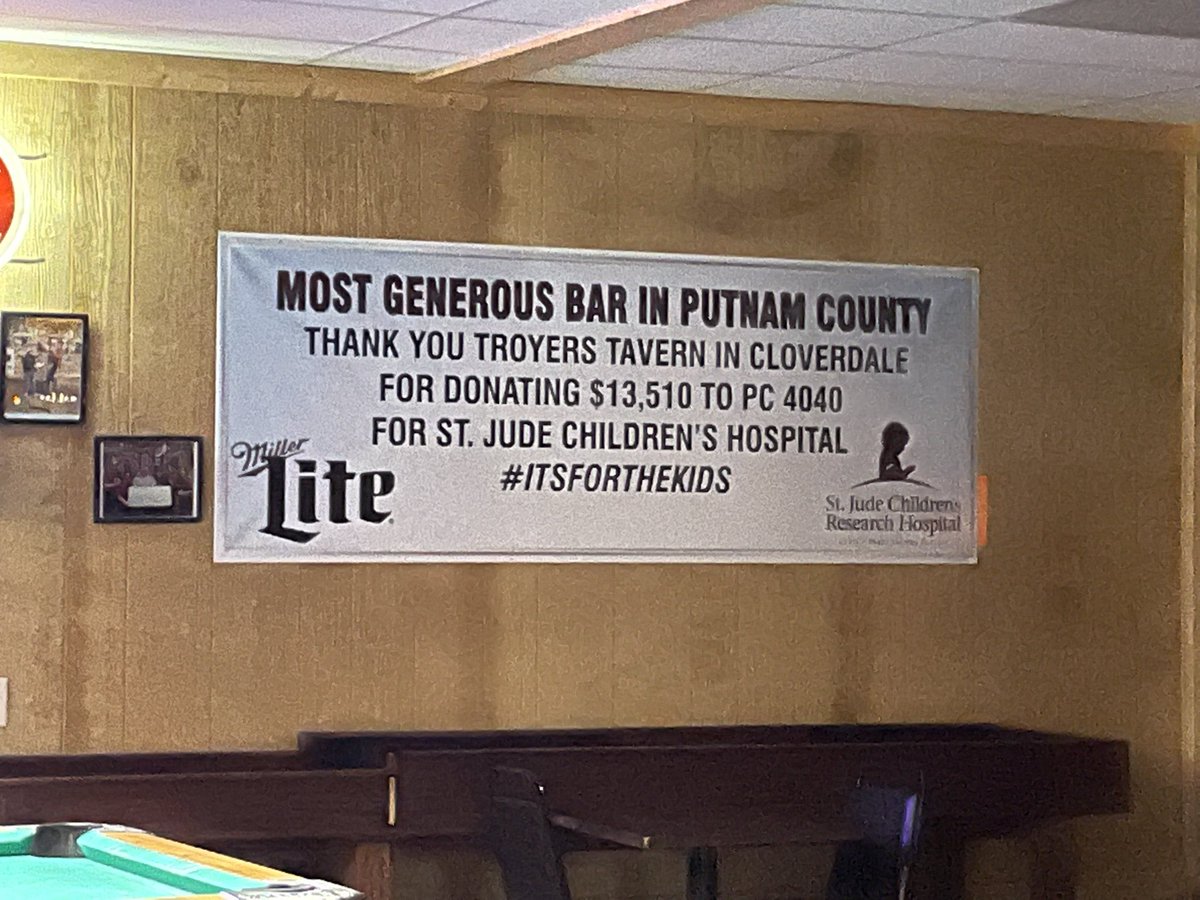 MOST GENEROUS BAR IN PUTNAM COUNTY
THANK YOU TROYERS TAVERN IN CLOVERDALE
FOR DONATING $13,510 TO PC 4040
FOR ST. JUDE CHILDREN'S HOSPITAL
#ITSFORTHEKIDS
Miller
Lite
St. Jude Childrens
Research Hospital